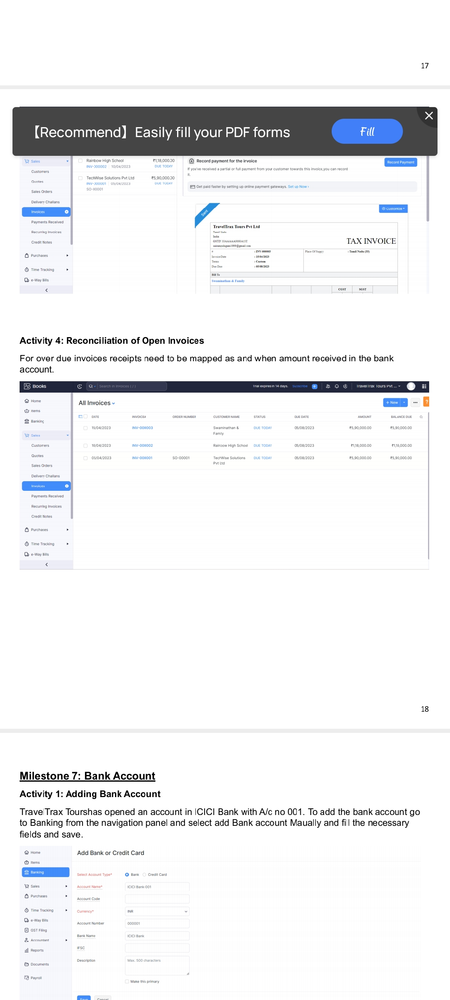 17
【Recommend】Easily fill your PDF forms
Fill
Sales
Customers
Quotes
Sales Orders
Delivery Challans
Invoices
Payments Received
Recurring Invoices
Credit Notes
Purchases
Time Tracking
e-Way Bills
Rainbow High School ₹1,18,000.00
INV-000002 | 10/04/2023 DUE TODAY
TechWise Solutions Pvt Ltd ₹5,90,000.00
INV-000001 | 05/04/2023 DUE TODAY
SO-00001
Record payment for the invoice
Record Payment
If you've received a partial or full payment from your customer towards this invoice,you can record
it.
Get paid faster by setting up online payment gateways. Set up Now ›
Sent
Customize
TravelTrax Tours Pvt Ltd
Tamil Nadu
India
GSTIN 33AAAAA0000A15Z
sairampulugam1999@gmail.com
TAX INVOICE
# : INV-000003
Place Of Supply : Tamil Nadu (33)
Invoice Date : 15/04/2023
Terms : Custom
Due Date : 05/08/2023
Bill To
Swaminathan & Family
CGST SGST
Activity 4: Reconciliation of Open Invoices
For over due invoices receipts need to be mapped as and when amount received in the bank
account.
Books
Search in Invoices ( / )
Trial expires in 14 days. Subscribe
TravelTrax Tours Pvt ...
Home
Items
Banking
Sales
Customers
Quotes
Sales Orders
Delivery Challans
Invoices
Payments Received
Recurring Invoices
Credit Notes
Purchases
Time Tracking
e-Way Bills
All Invoices
+ New
?
DATE INVOICE# ORDER NUMBER CUSTOMER NAME STATUS DUE DATE AMOUNT BALANCE DUE
15/04/2023 INV-000003 Swaminathan & DUE TODAY 05/08/2023 ₹5,90,000.00 ₹5,90,000.00
Family
10/04/2023 INV-000002 Rainbow High School DUE TODAY 05/08/2023 ₹1,18,000.00 ₹1,18,000.00
05/04/2023 INV-000001 SO-00001 TechWise Solutions DUE TODAY 05/08/2023 ₹5,90,000.00 ₹5,90,000.00
Pvt Ltd
18
Milestone 7: Bank Account
Activity 1: Adding Bank Account
TravelTrax Tourshas opened an account in ICICI Bank with A/c no 001. To add the bank account go
to Banking from the navigation panel and select add Bank account Maually and fill the necessary
fields and save.
Home
Items
Banking
Sales
Purchases
Time Tracking
e-Way Bills
GST Filing
Accountant
Reports
Documents
Payroll
Add Bank or Credit Card
Select Account Type* Bank Credit Card
Account Name* ICICI Bank-001
Account Code
Currency* INR
Account Number 000001
Bank Name ICICI Bank
IFSC
Description Max. 500 characters
Make this primary
Save Cancel